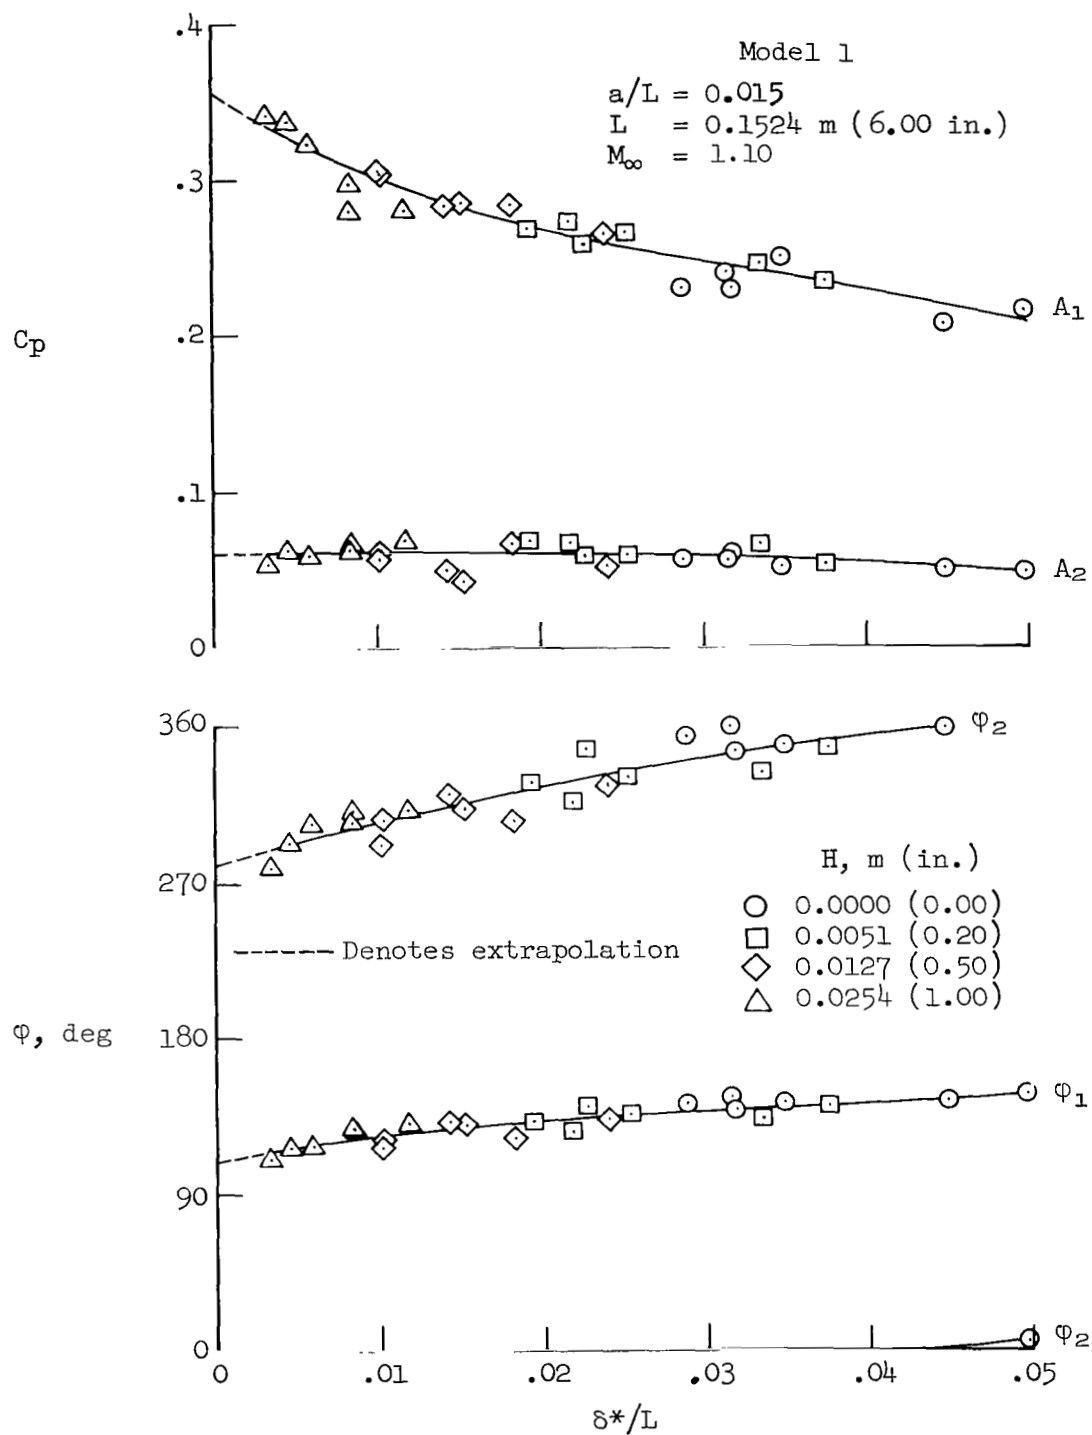 Model 1
a/L = 0.015
L = 0.1524 m (6.00 in.)
M∞ = 1.10
.4
.3
.2
.1
0
Cp
A1
A2
360
270
180
90
0
φ, deg
φ2
H, m (in.)
0.0000 (0.00)
0.0051 (0.20)
0.0127 (0.50)
0.0254 (1.00)
Denotes extrapolation
φ1
φ2
0 .01 .02 .03 .04 .05
δ*/L